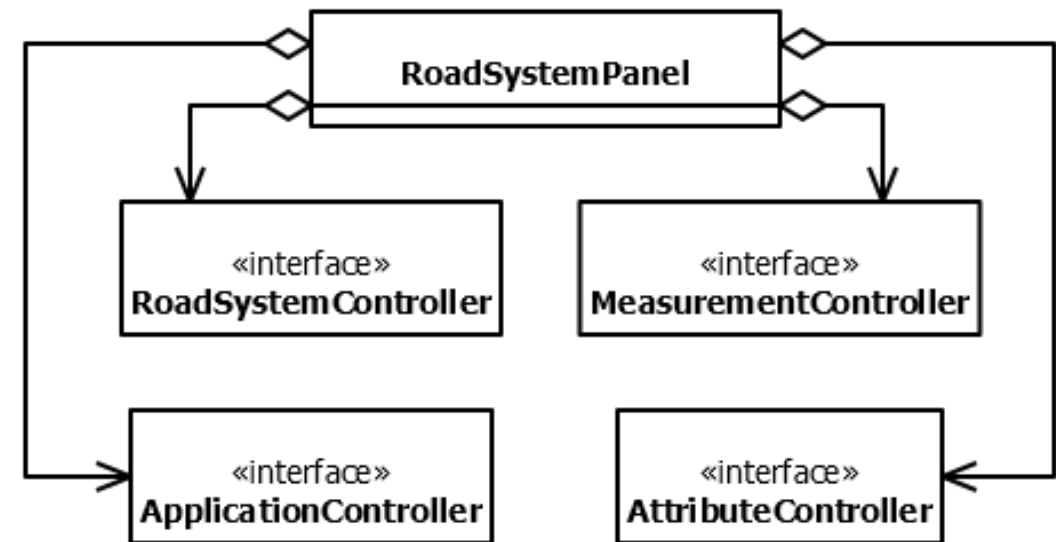 RoadSystemPanel
«interface»
RoadSystemController
«interface»
MeasurementController
«interface»
ApplicationController
«interface»
AttributeController